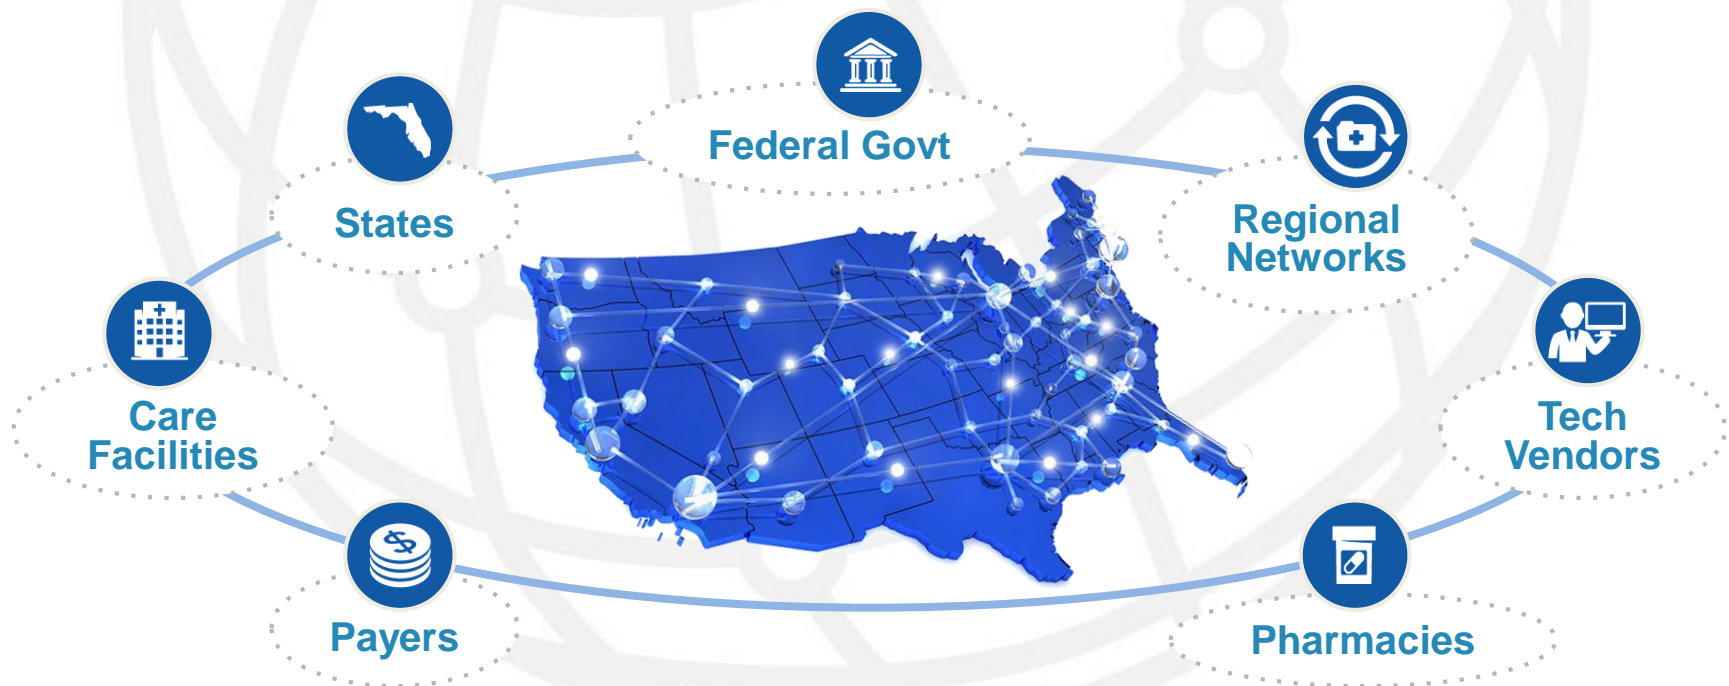 Federal Govt
States
Regional
Networks
Care
Facilities
Tech
Vendors
$
Payers
Pharmacies